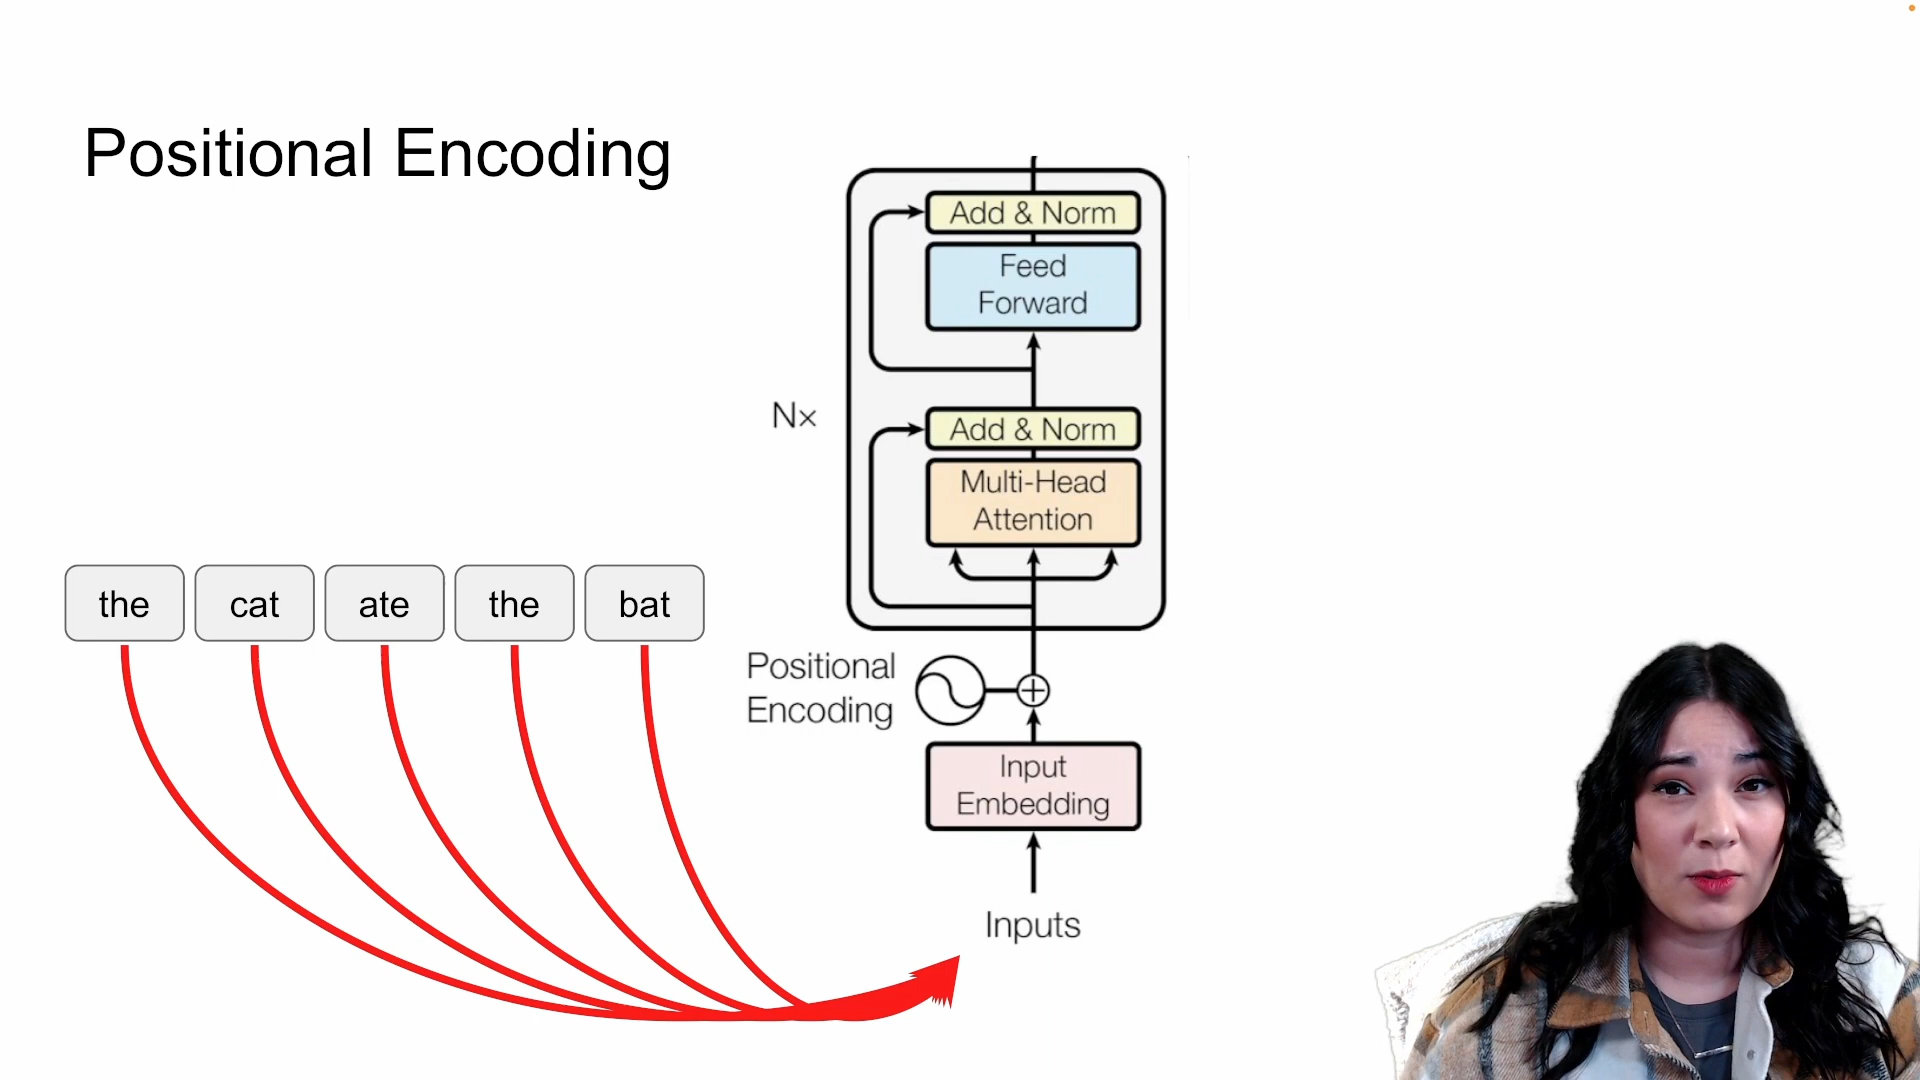 Positional Encoding
Add & Norm
Feed
Forward
N×
Add & Norm
Multi-Head
Attention
the cat ate the bat
Positional
Encoding
Input
Embedding
Inputs